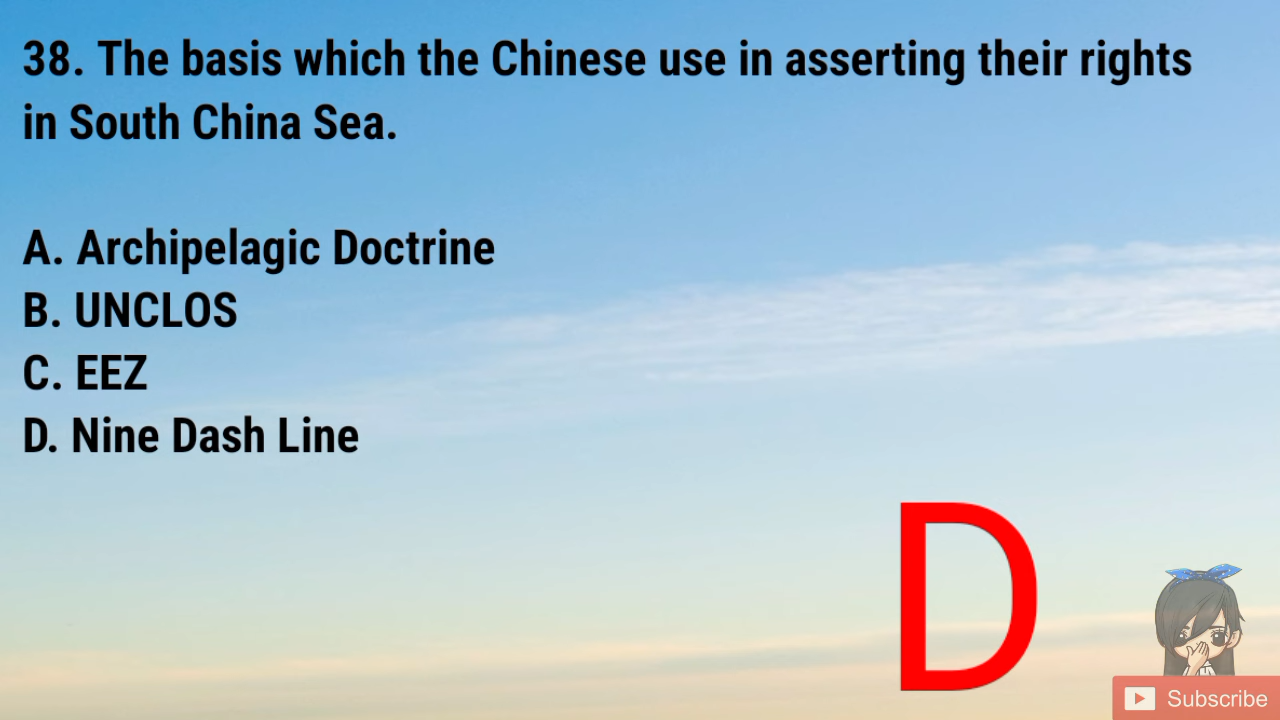 38. The basis which the Chinese use in asserting their rights
in South China Sea.
A. Archipelagic Doctrine
B. UNCLOS
C. EEZ
D. Nine Dash Line
D
Subscribe